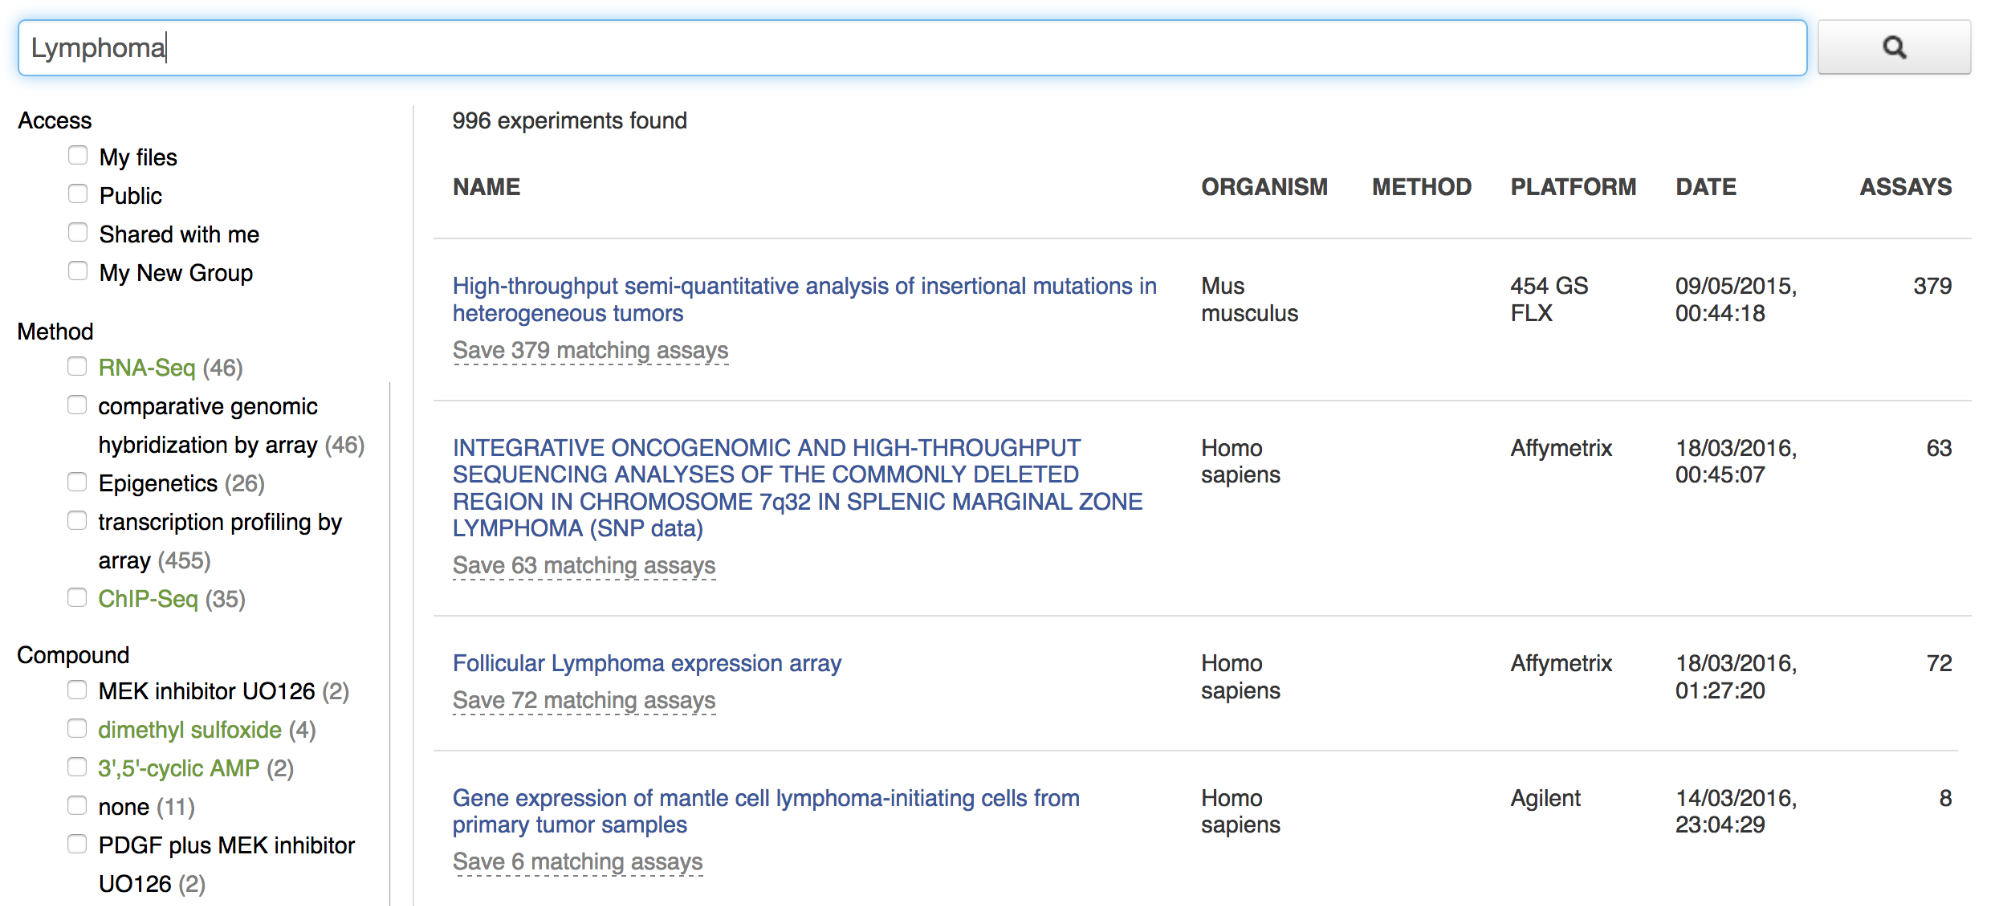 Lymphoma
Access
My files
Public
Shared with me
My New Group
Method
RNA-Seq (46)
comparative genomic
hybridization by array (46)
Epigenetics (26)
transcription profiling by
array (455)
ChIP-Seq (35)
Compound
MEK inhibitor UO126 (2)
dimethyl sulfoxide (4)
3',5'-cyclic AMP (2)
none (11)
PDGF plus MEK inhibitor
UO126 (2)
996 experiments found
NAME ORGANISM METHOD PLATFORM DATE ASSAYS
High-throughput semi-quantitative analysis of insertional mutations in Mus 454 GS 09/05/2015, 379
heterogeneous tumors musculus FLX 00:44:18
Save 379 matching assays
INTEGRATIVE ONCOGENOMIC AND HIGH-THROUGHPUT Homo Affymetrix 18/03/2016, 63
SEQUENCING ANALYSES OF THE COMMONLY DELETED sapiens 00:45:07
REGION IN CHROMOSOME 7q32 IN SPLENIC MARGINAL ZONE
LYMPHOMA (SNP data)
Save 63 matching assays
Follicular Lymphoma expression array Homo Affymetrix 18/03/2016, 72
sapiens 01:27:20
Save 72 matching assays
Gene expression of mantle cell lymphoma-initiating cells from Homo Agilent 14/03/2016, 8
primary tumor samples sapiens 23:04:29
Save 6 matching assays